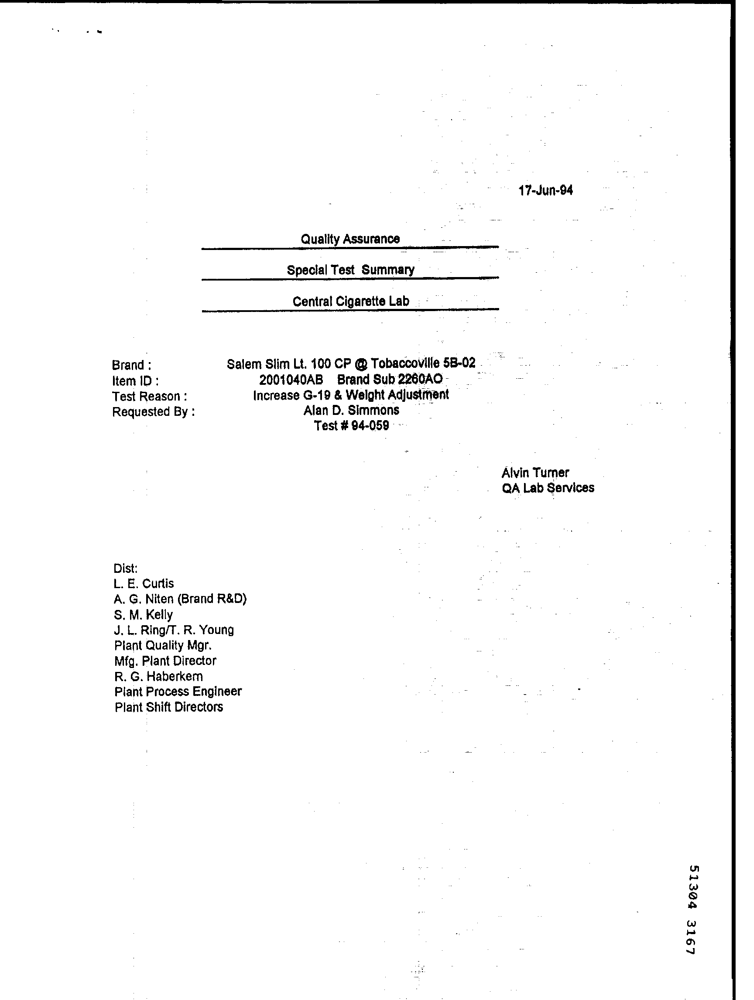 17-Jun-94
Quality Assurance
Special Test Summary
Central Cigarette Lab
Brand : Salem Slim Lt. 100 CP @ Tobaccoville 5B-02
Item ID : 2001040AB Brand Sub 2260AO
Test Reason : Increase G-19 & Weight Adjustment
Requested By : Alan D. Simmons
Test # 94-059
Alvin Turner
QA Lab Services
Dist:
L. E. Curtis
A. G. Niten (Brand R&D)
S. M. Kelly
J. L. Ring/T. R. Young
Plant Quality Mgr.
Mfg. Plant Director
R. G. Haberkern
Plant Process Engineer
Plant Shift Directors
51304 3167